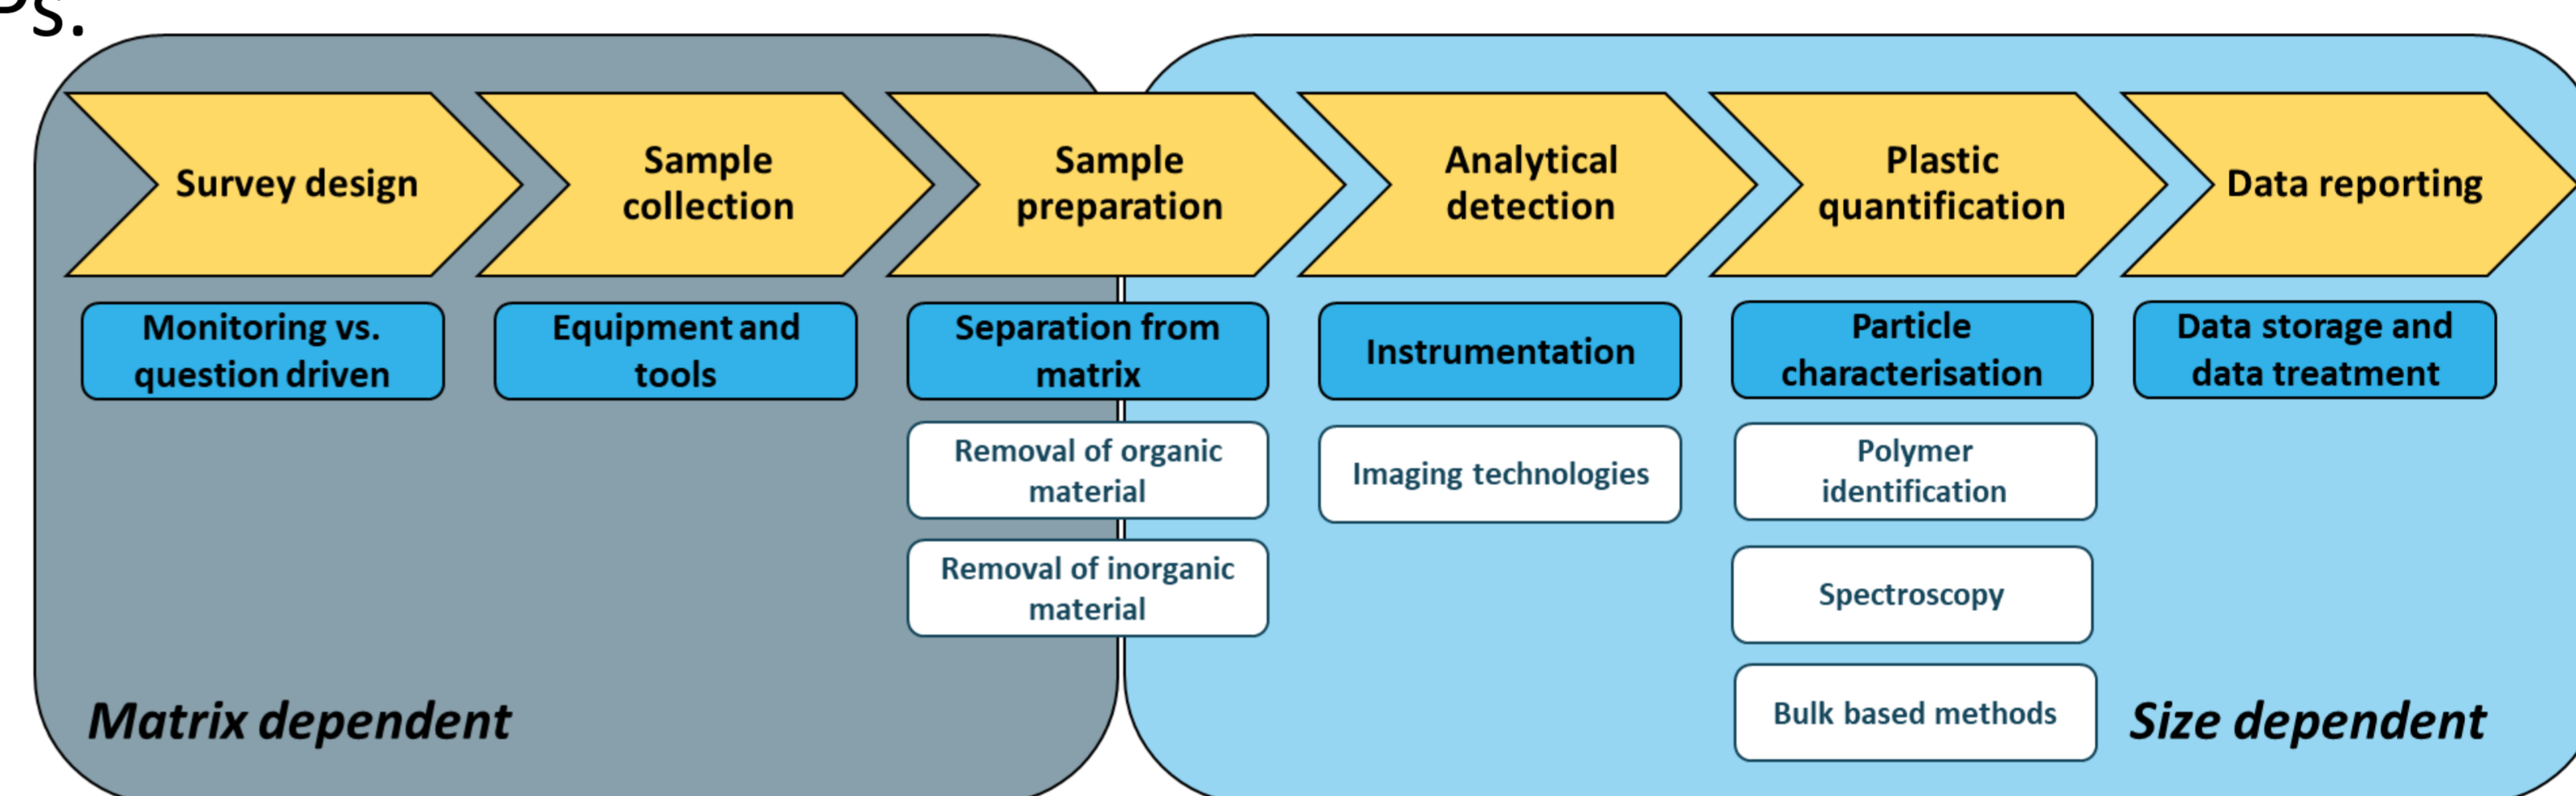 Ps.
Survey design
Sample
collection
Sample
preparation
Analytical
detection
Plastic
quantification
Data reporting
Monitoring vs.
question driven
Equipment and
tools
Separation from
matrix
Instrumentation
Particle
characterisation
Data storage and
data treatment
Removal of organic
material
Imaging technologies
Polymer
identification
Removal of inorganic
material
Spectroscopy
Bulk based methods
Matrix dependent
Size dependent